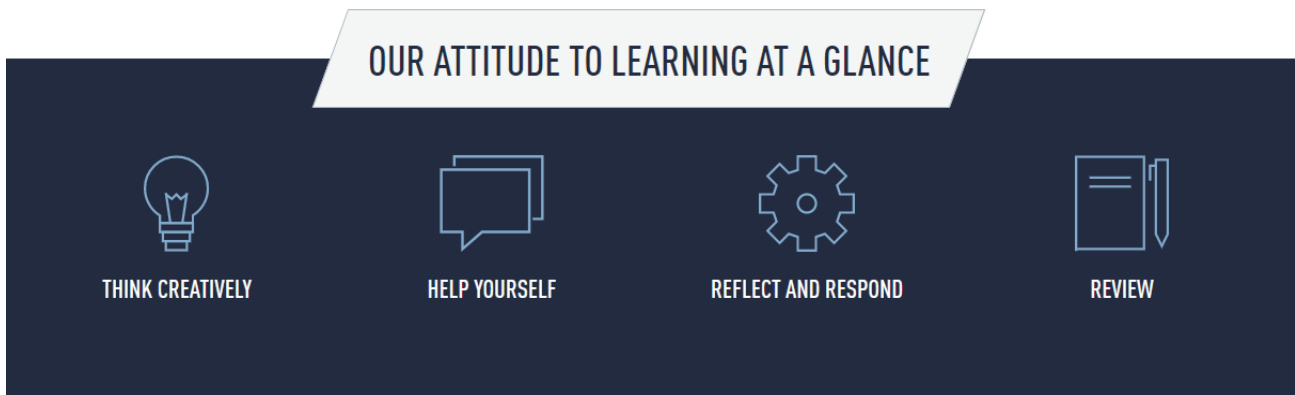 OUR ATTITUDE TO LEARNING AT A GLANCE
THINK CREATIVELY
HELP YOURSELF
REFLECT AND RESPOND
REVIEW